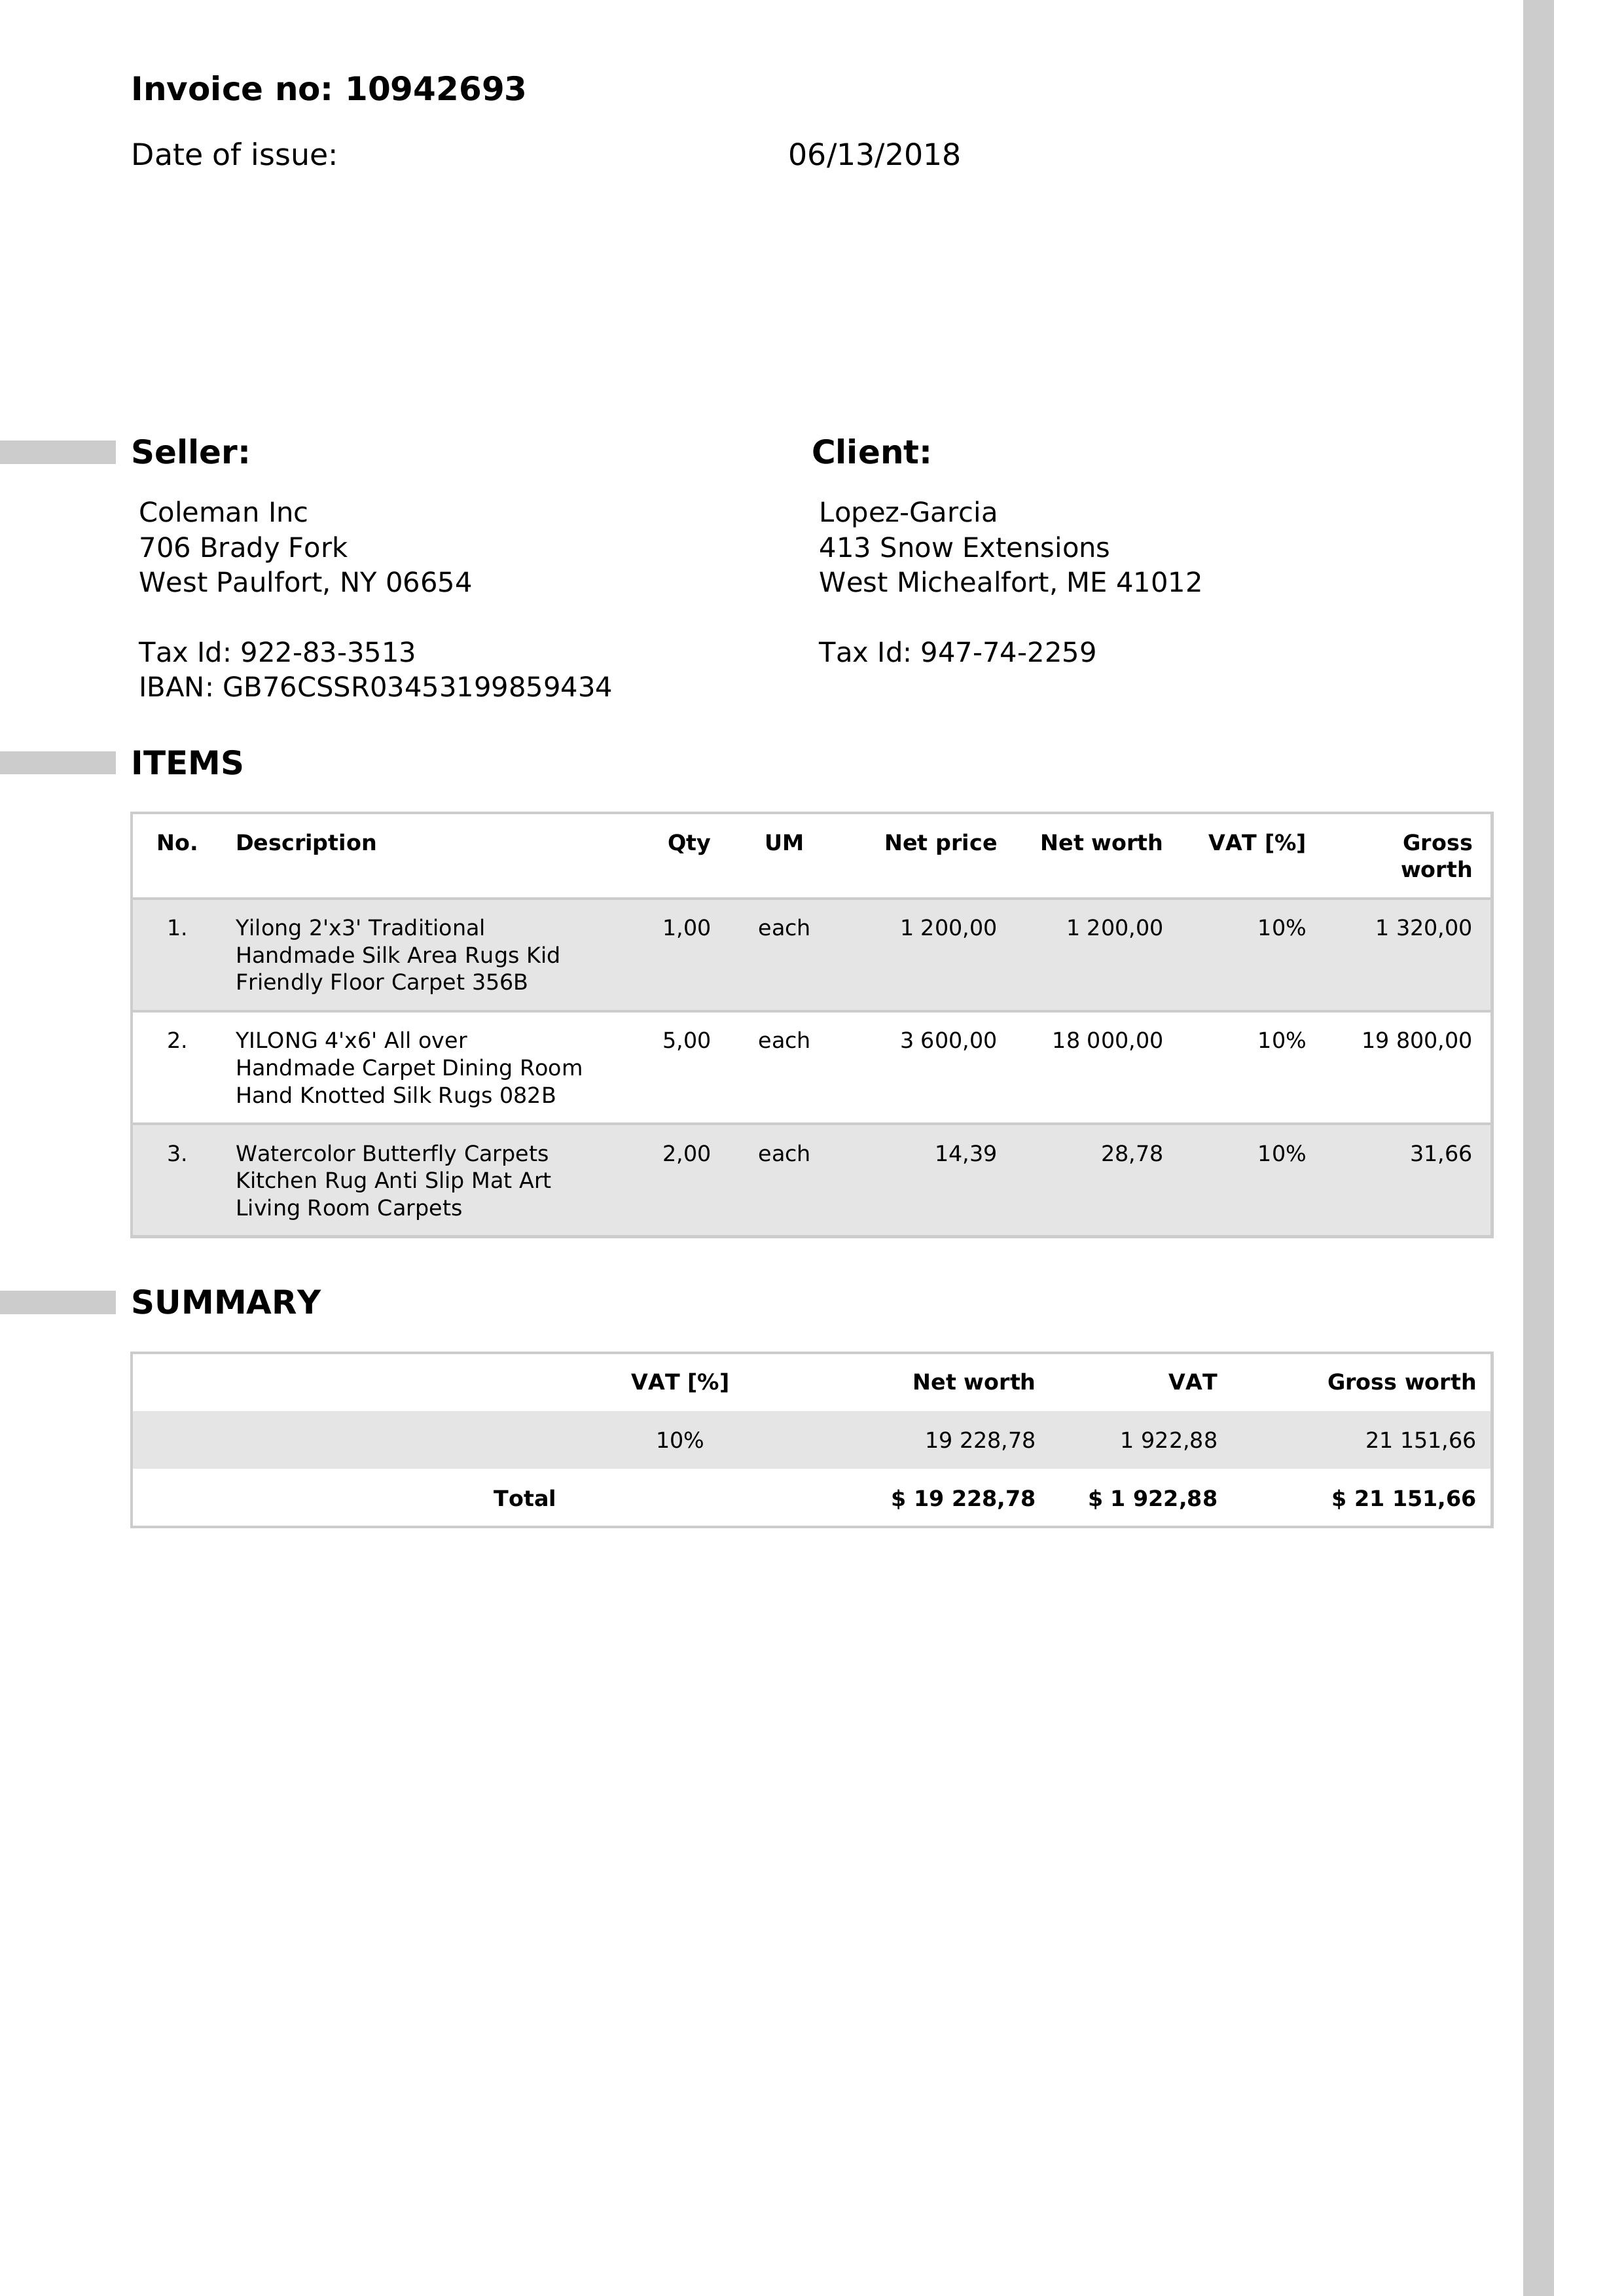 Invoice no: 10942693
Date of issue: 06/13/2018
Seller:
Coleman Inc
706 Brady Fork
West Paulfort, NY 06654
Tax Id: 922-83-3513
IBAN: GB76CSSR03453199859434
Client:
Lopez-Garcia
413 Snow Extensions
West Michealfort, ME 41012
Tax Id: 947-74-2259
ITEMS
No. Description Qty UM Net price Net worth VAT [%] Gross
worth
1. Yilong 2'x3' Traditional 1,00 each 1 200,00 1 200,00 10% 1 320,00
Handmade Silk Area Rugs Kid
Friendly Floor Carpet 356B
2. YILONG 4'x6' All over 5,00 each 3 600,00 18 000,00 10% 19 800,00
Handmade Carpet Dining Room
Hand Knotted Silk Rugs 082B
3. Watercolor Butterfly Carpets 2,00 each 14,39 28,78 10% 31,66
Kitchen Rug Anti Slip Mat Art
Living Room Carpets
SUMMARY
VAT [%] Net worth VAT Gross worth
10% 19 228,78 1 922,88 21 151,66
Total $ 19 228,78 $ 1 922,88 $ 21 151,66